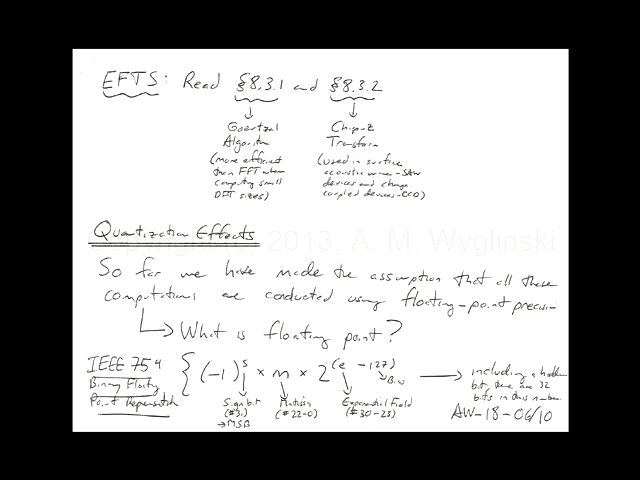 EFTS: Read §8.3.1 and §8.3.2
Goertzel
Algorithm
(more efficient
than FFT when
computing small
DFT sizes)
Chirp-Z
Transform
(used in surface
acoustic wave-SAW
devices and charge
coupled devices-CCD)
Quantization Effects
Copyright (c) 2013. A. M. Wyglinski
So far we have made the assumption that all these
computations are conducted using floating-point precision
What is floating point?
IEEE 754
Binary Floating
Point Representation
{ (-1)^s × m × 2^(e-127)
Bias
Sign bit
(#31)
→MSB
Mantissa
(#22-0)
Exponential Field
(#30-23)
including a hidden
bit, there are 32
bits in this number
AW-18-06/10